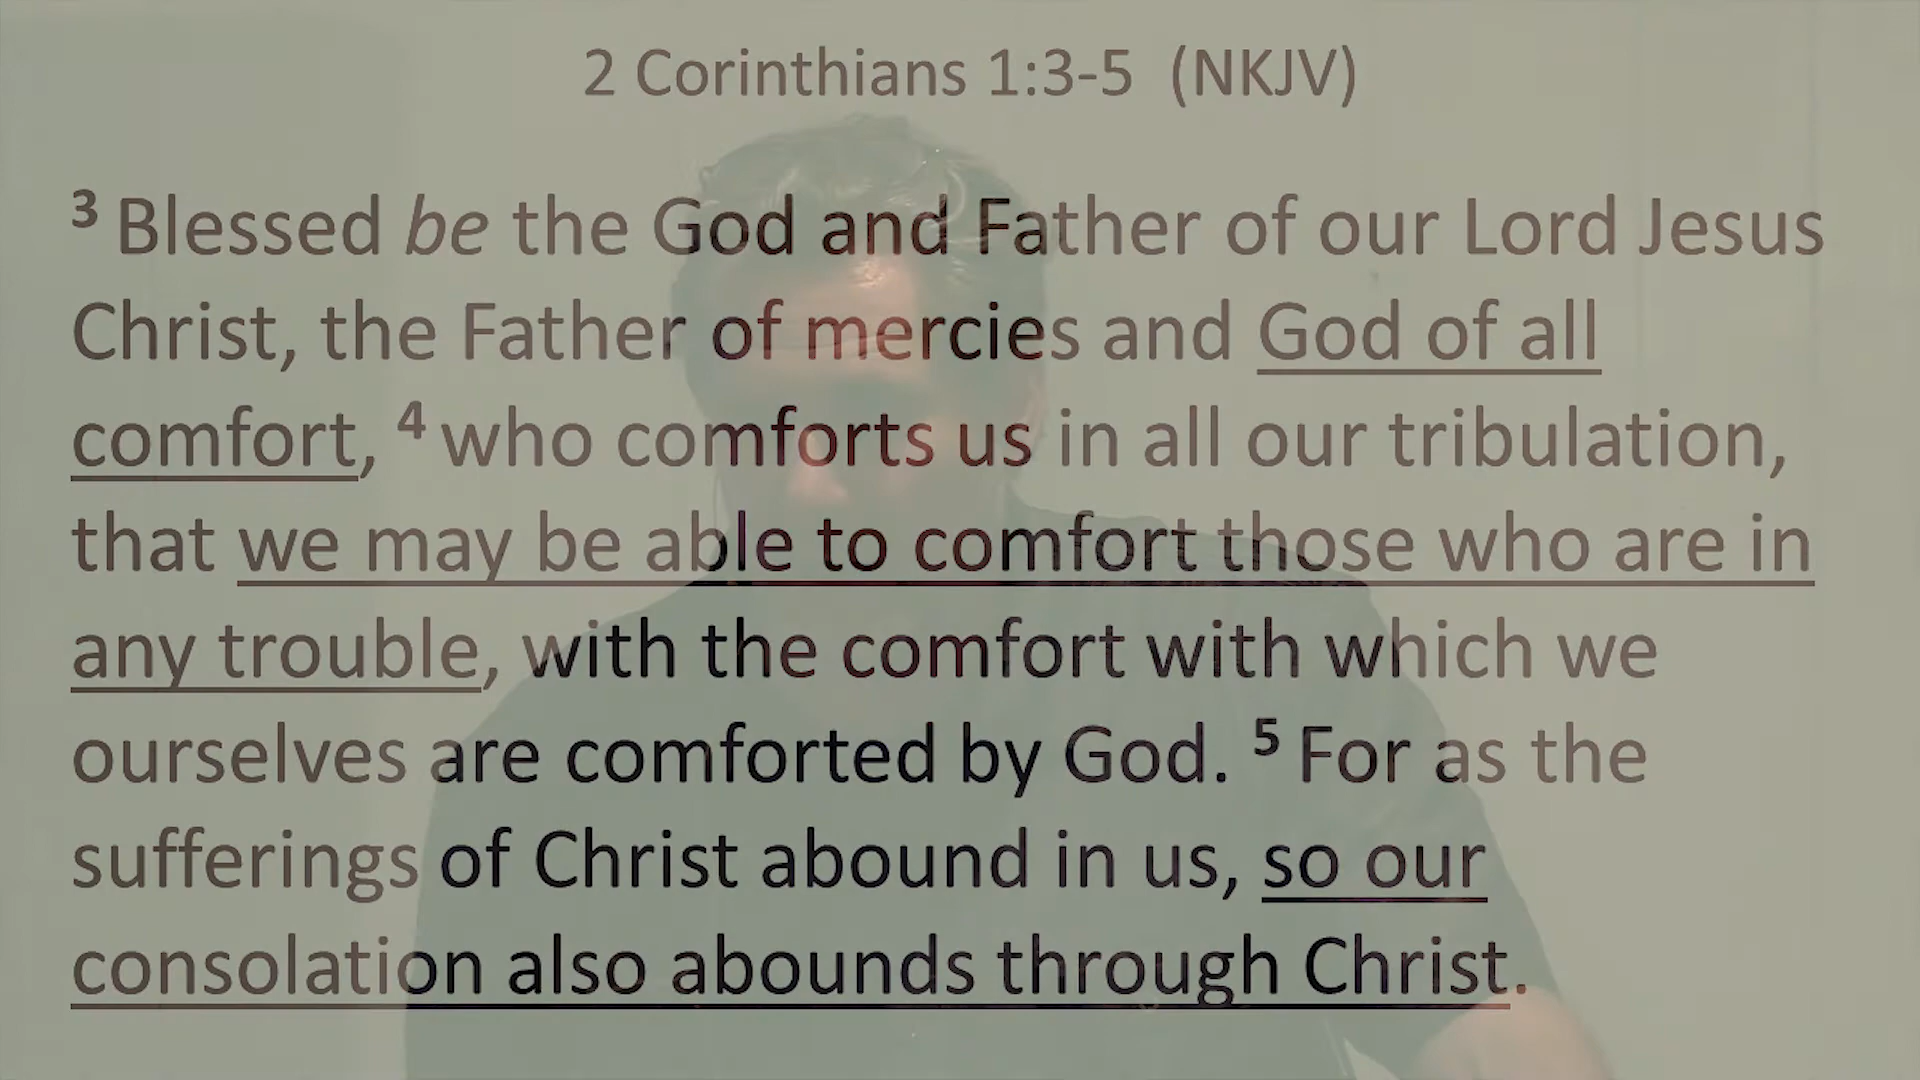 2 Corinthians 1:3-5 (NKJV)
3 Blessed be the God and Father of our Lord Jesus
Christ, the Father of mercies and God of all
comfort, 4 who comforts us in all our tribulation,
that we may be able to comfort those who are in
any trouble, with the comfort with which we
ourselves are comforted by God. 5 For as the
sufferings of Christ abound in us, so our
consolation also abounds through Christ.